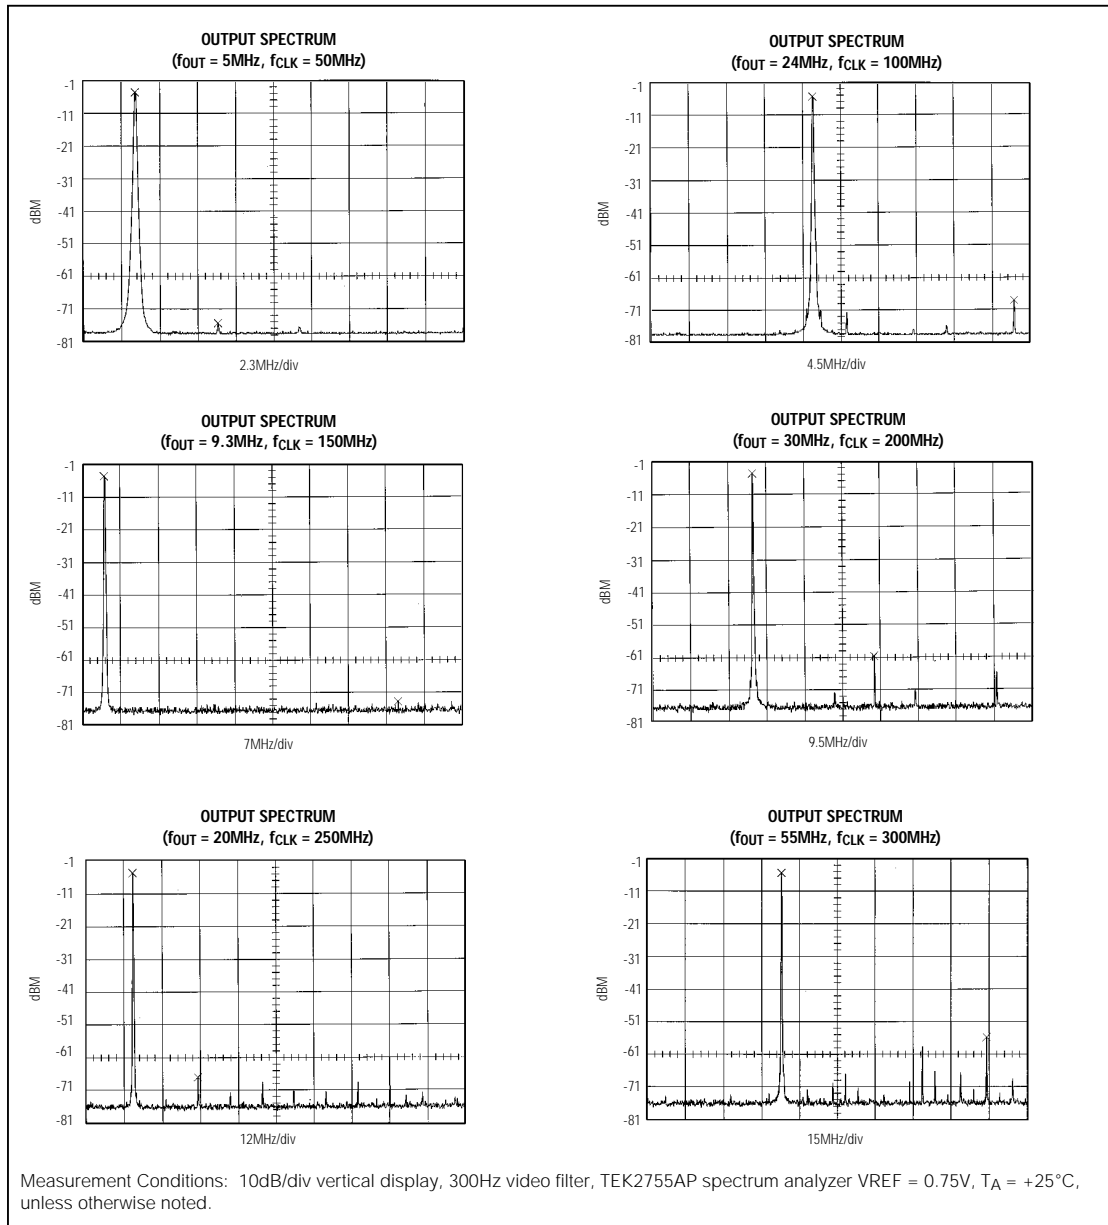 OUTPUT SPECTRUM
(fOUT = 5MHz, fCLK = 50MHz)
-1
-11
-21
-31
-41
-51
-61
-71
-81
dBM
2.3MHz/div
OUTPUT SPECTRUM
(fOUT = 24MHz, fCLK = 100MHz)
-1
-11
-21
-31
-41
-51
-61
-71
-81
dBM
4.5MHz/div
OUTPUT SPECTRUM
(fOUT = 9.3MHz, fCLK = 150MHz)
-1
-11
-21
-31
-41
-51
-61
-71
-81
dBM
7MHz/div
OUTPUT SPECTRUM
(fOUT = 30MHz, fCLK = 200MHz)
-1
-11
-21
-31
-41
-51
-61
-71
-81
dBM
9.5MHz/div
OUTPUT SPECTRUM
(fOUT = 20MHz, fCLK = 250MHz)
-1
-11
-21
-31
-41
-51
-61
-71
-81
dBM
12MHz/div
OUTPUT SPECTRUM
(fOUT = 55MHz, fCLK = 300MHz)
-1
-11
-21
-31
-41
-51
-61
-71
-81
dBM
15MHz/div
Measurement Conditions: 10dB/div vertical display, 300Hz video filter, TEK2755AP spectrum analyzer VREF = 0.75V, TA = +25°C,
unless otherwise noted.